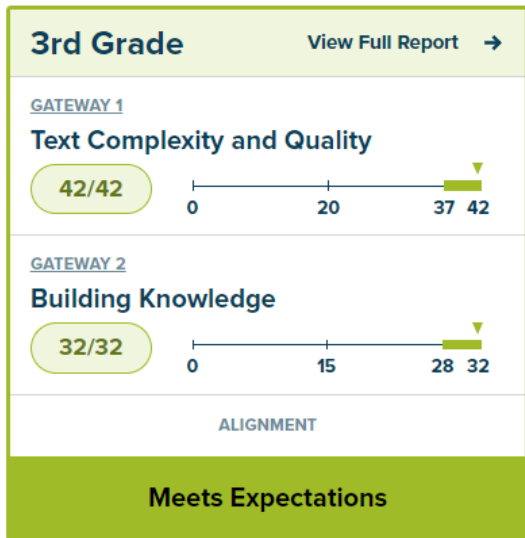 3rd Grade View Full Report →
GATEWAY 1
Text Complexity and Quality
42/42
0 20 37 42
GATEWAY 2
Building Knowledge
32/32
0 15 28 32
ALIGNMENT
Meets Expectations